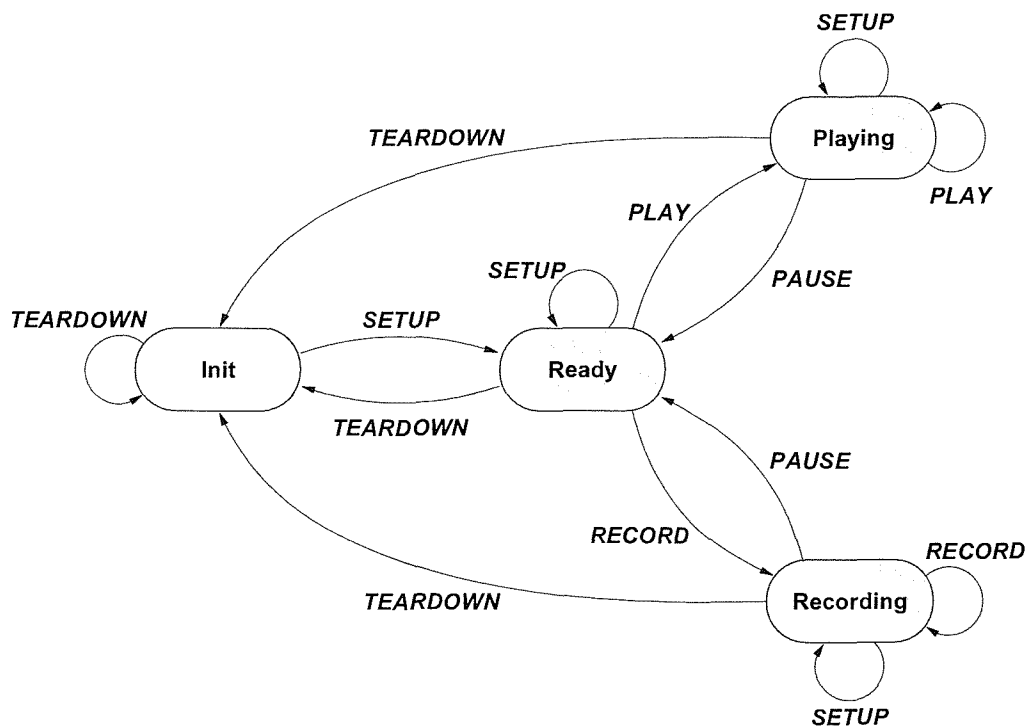 SETUP
TEARDOWN
Playing
PLAY
PLAY
SETUP
PAUSE
TEARDOWN
SETUP
Init
Ready
TEARDOWN
PAUSE
RECORD
RECORD
TEARDOWN
Recording
SETUP